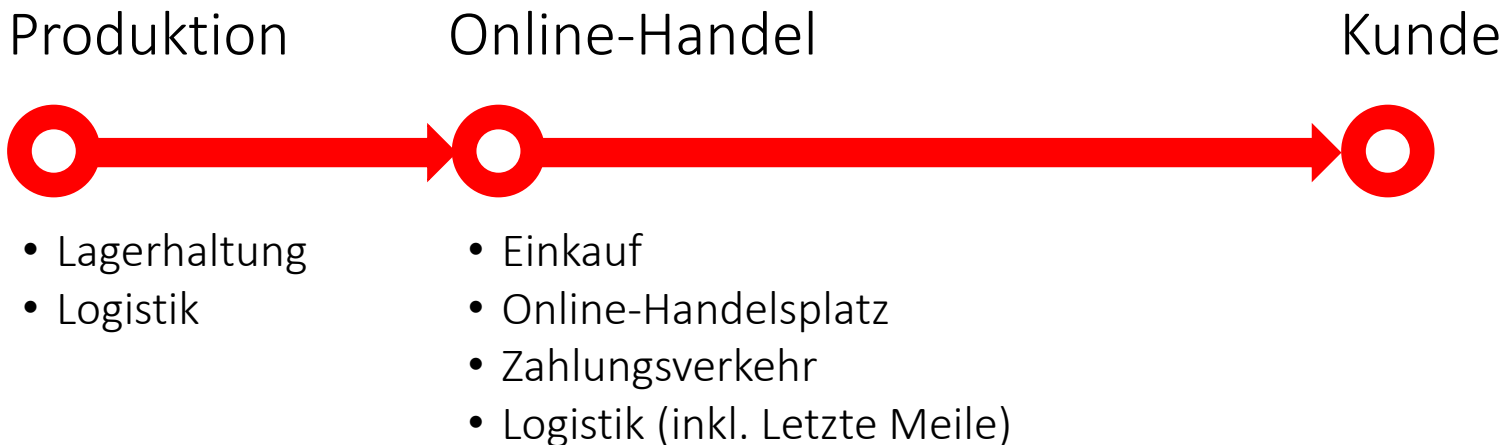 Produktion
Online-Handel
Kunde
• Lagerhaltung
• Logistik
• Einkauf
• Online-Handelsplatz
• Zahlungsverkehr
• Logistik (inkl. Letzte Meile)